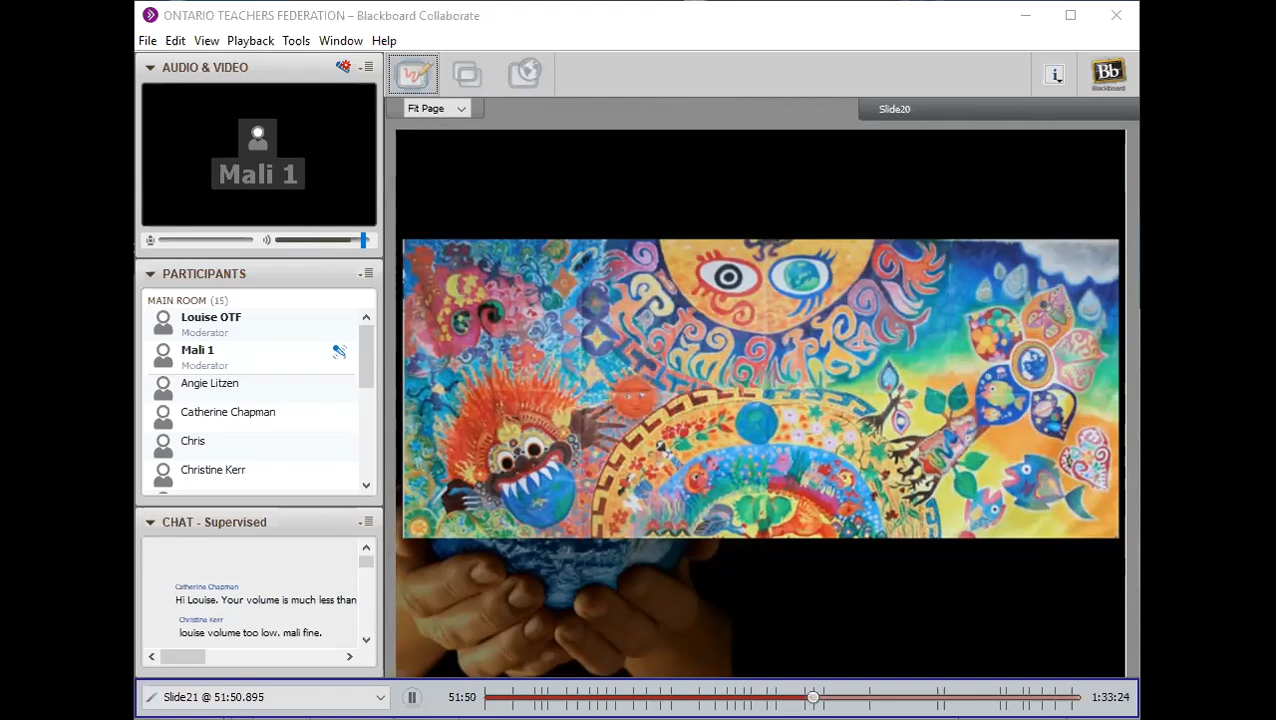 ONTARIO TEACHERS FEDERATION – Blackboard Collaborate
File Edit View Playback Tools Window Help
AUDIO & VIDEO
Mali 1
Fit Page
Slide20
i
Bb
Blackboard
PARTICIPANTS
MAIN ROOM (15)
Louise OTF
Moderator
Mali 1
Moderator
Angie Litzen
Catherine Chapman
Chris
Christine Kerr
CHAT - Supervised
Catherine Chapman
Hi Louise. Your volume is much less than
Christine Kerr
louise volume too low. mali fine.
Slide21 @ 51:50.895
51:50
1:33:24